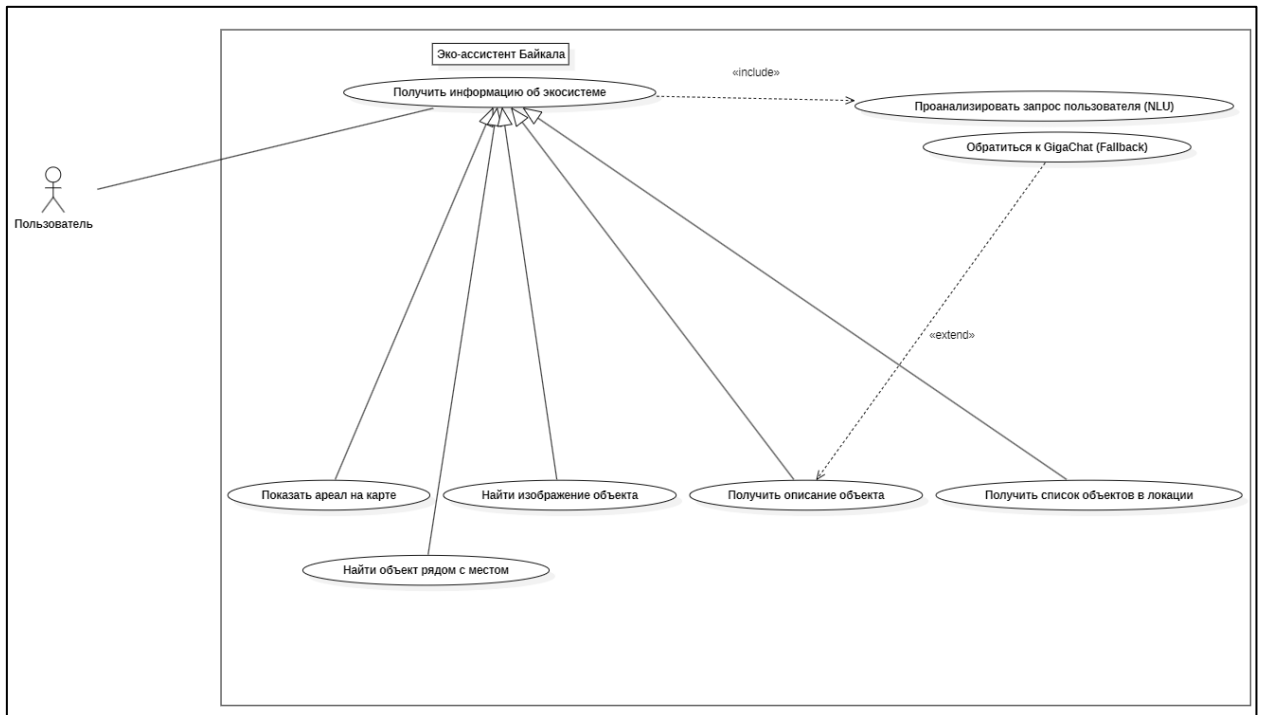 Эко-ассистент Байкала
«include»
Получить информацию об экосистеме
Проанализировать запрос пользователя (NLU)
Обратиться к GigaChat (Fallback)
Пользователь
«extend»
Показать ареал на карте
Найти изображение объекта
Получить описание объекта
Получить список объектов в локации
Найти объект рядом с местом